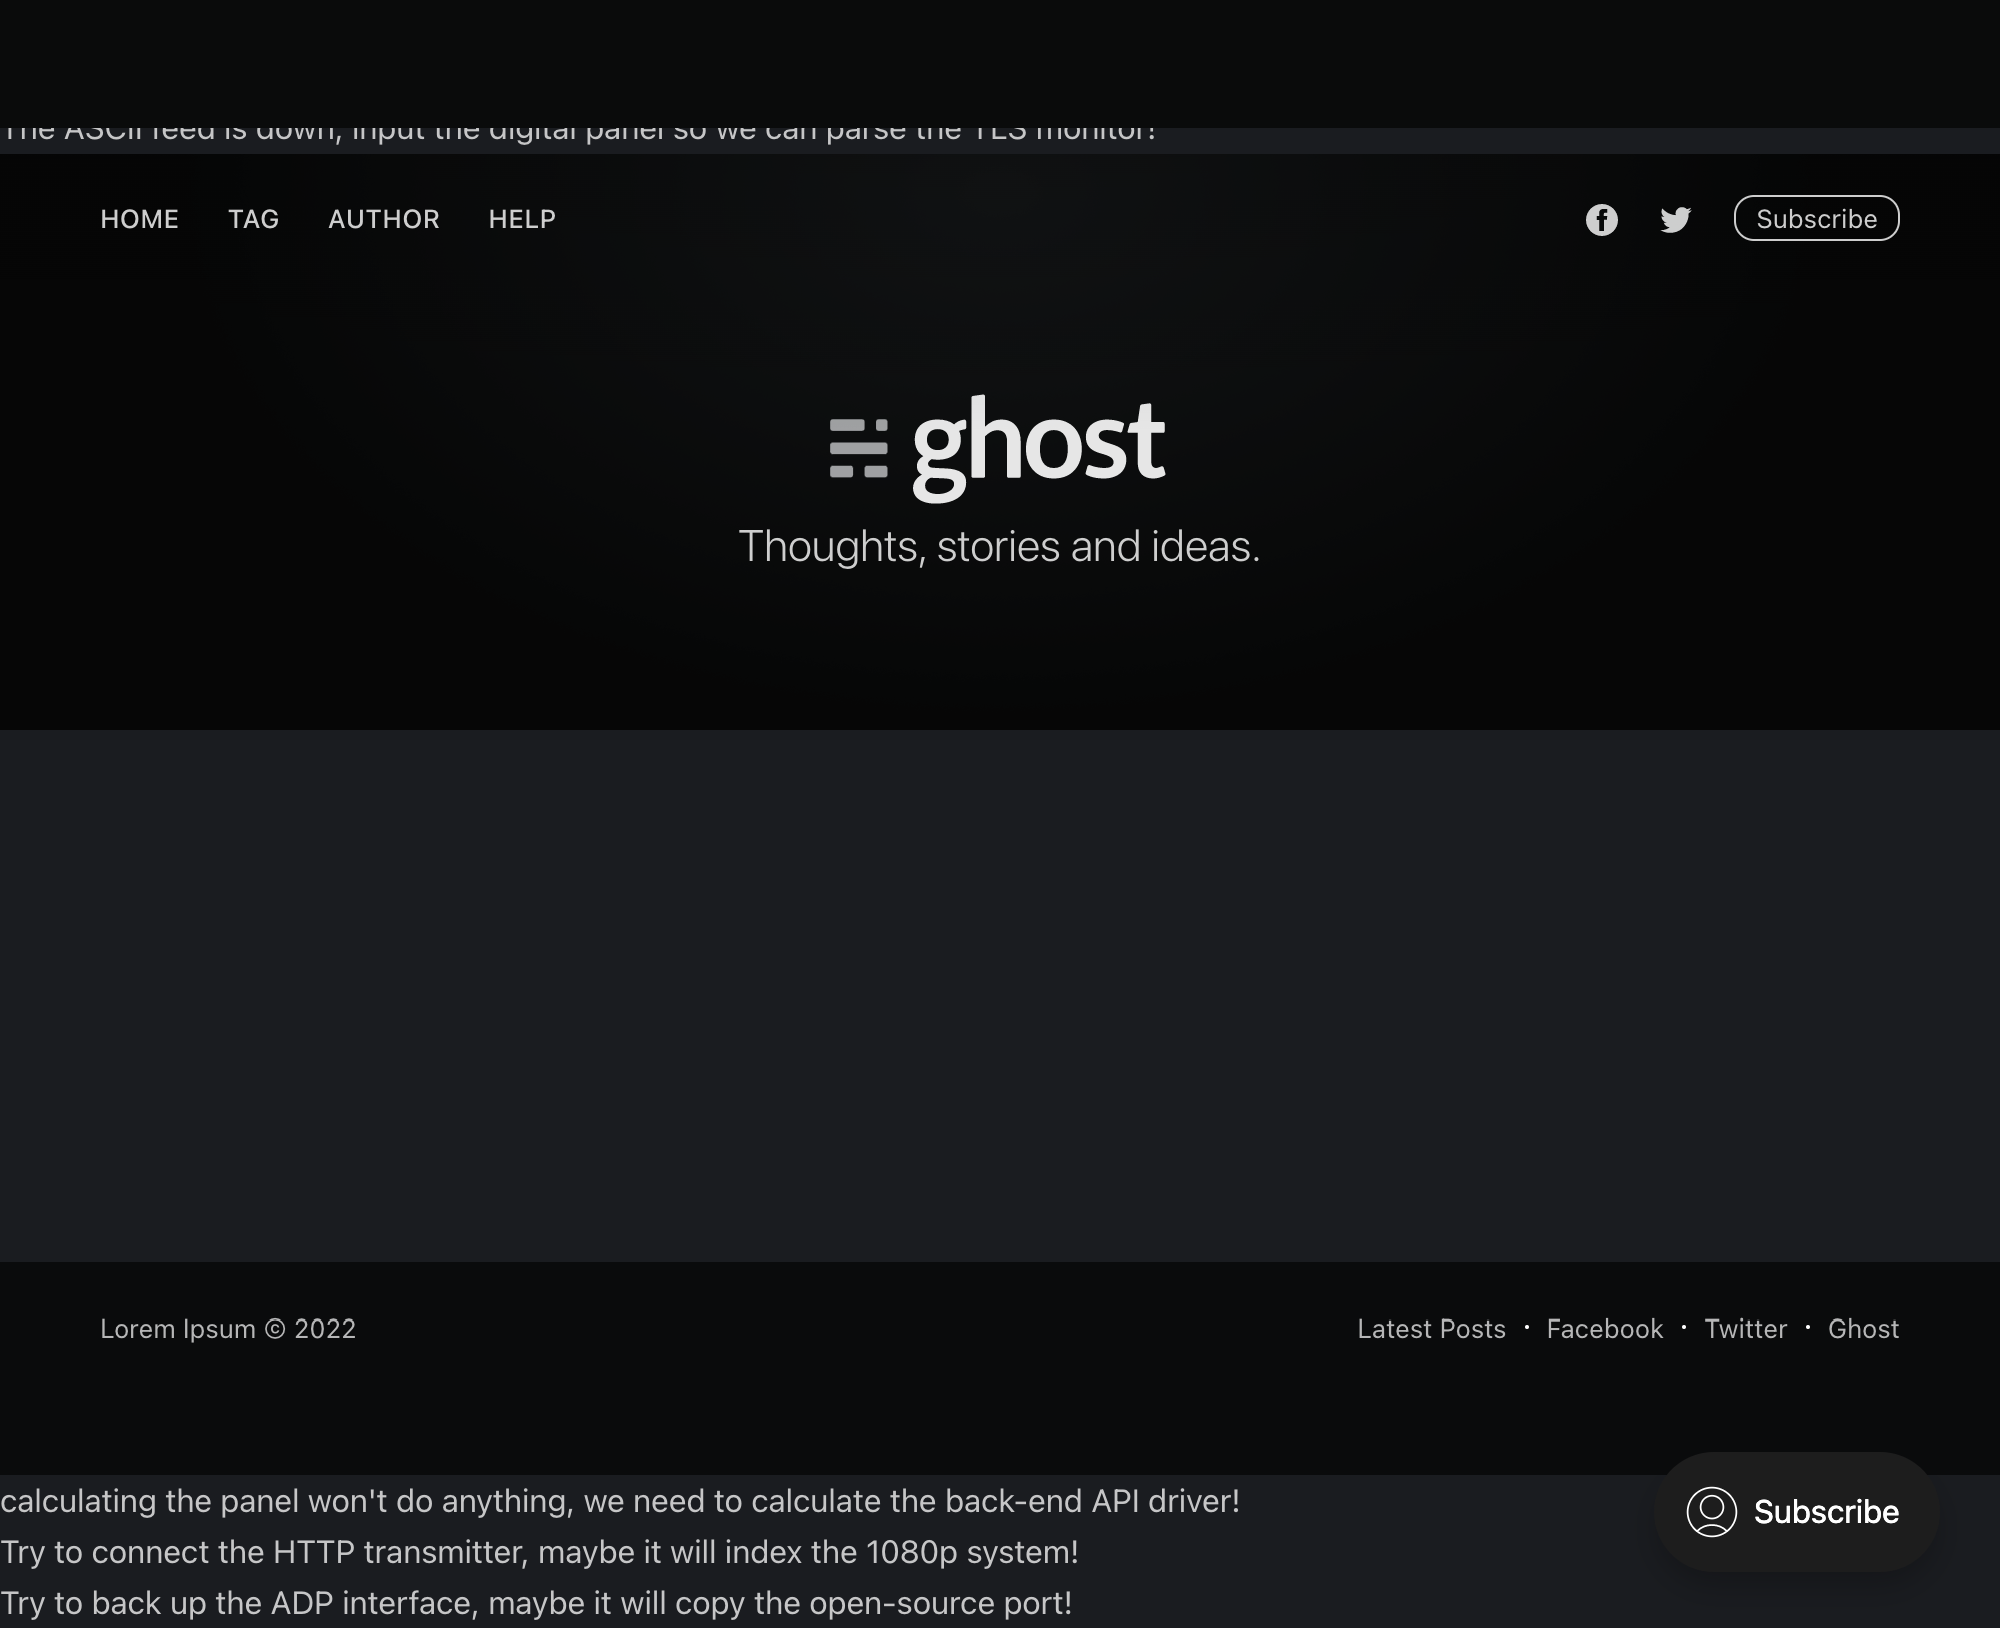 The ASCII feed is down, input the digital panel so we can parse the TLS monitor!
HOME TAG AUTHOR HELP Subscribe
ghost
Thoughts, stories and ideas.
Lorem Ipsum © 2022 Latest Posts • Facebook • Twitter • Ghost
calculating the panel won't do anything, we need to calculate the back-end API driver!
Subscribe
Try to connect the HTTP transmitter, maybe it will index the 1080p system!
Try to back up the ADP interface, maybe it will copy the open-source port!